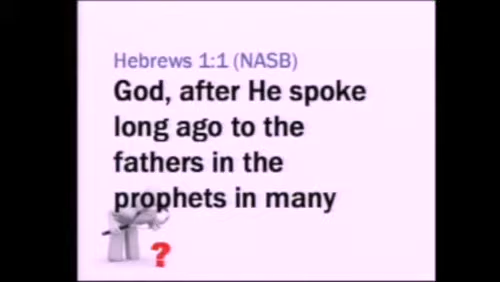 Hebrews 1:1 (NASB)
God, after He spoke
long ago to the
fathers in the
prophets in many
?